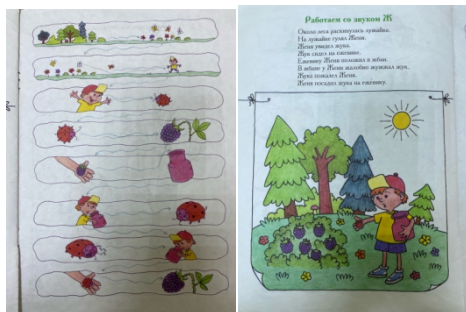 Работаем со звуком Ж
Около леса раскинулась лужайка.
На лужайке гулял Женя.
Женя увидел жука.
Жук сидел на ежевике.
Ежевику Женя положил в жбан.
В жбане у Жени жалобно жужжал жук.
Жука пожалел Женя.
Женя посадил жука на ежевику.